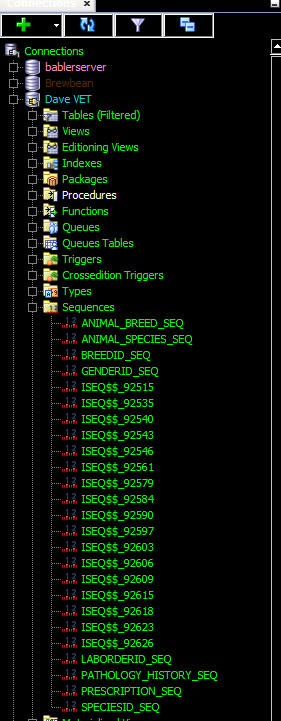 Connections
Connections
bablerserver
Brewbean
Dave VET
Tables (Filtered)
Views
Editioning Views
Indexes
Packages
Procedures
Functions
Queues
Queues Tables
Triggers
Crossedition Triggers
Types
Sequences
ANIMAL_BREED_SEQ
ANIMAL_SPECIES_SEQ
BREEDID_SEQ
GENDERID_SEQ
ISEQ$$_92515
ISEQ$$_92535
ISEQ$$_92540
ISEQ$$_92543
ISEQ$$_92546
ISEQ$$_92561
ISEQ$$_92579
ISEQ$$_92584
ISEQ$$_92590
ISEQ$$_92597
ISEQ$$_92603
ISEQ$$_92606
ISEQ$$_92609
ISEQ$$_92615
ISEQ$$_92618
ISEQ$$_92623
ISEQ$$_92626
LABORDERID_SEQ
PATHOLOGY_HISTORY_SEQ
PRESCRIPTION_SEQ
SPECIESID_SEQ